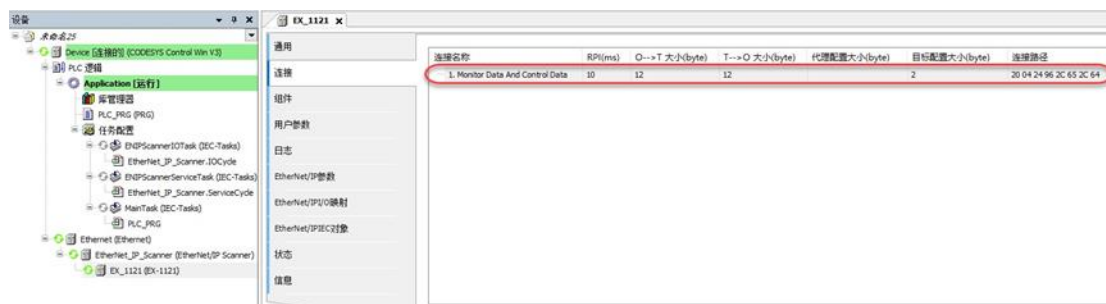 设备
未命名25
Device [连接的] (CODESYS Control Win V3)
PLC 逻辑
Application [运行]
库管理器
PLC_PRG (PRG)
任务配置
ENIPScannerIOTask (IEC-Tasks)
EtherNet_IP_Scanner.IOCycle
ENIPScannerServiceTask (IEC-Tasks)
EtherNet_IP_Scanner.ServiceCycle
MainTask (IEC-Tasks)
PLC_PRG
Ethernet (Ethernet)
EtherNet_IP_Scanner (EtherNet/IP Scanner)
EX_1121 (EX-1121)
EX_1121
通用
连接
组件
用户参数
日志
EtherNet/IP参数
EtherNet/IPI/O映射
EtherNet/IPIEC对象
状态
信息
连接名称 RPI(ms) O-->T 大小(byte) T-->O 大小(byte) 代理配置大小(byte) 目标配置大小(byte) 连接路径
1. Monitor Data And Control Data 10 12 12 2 20 04 24 96 2C 65 2C 64